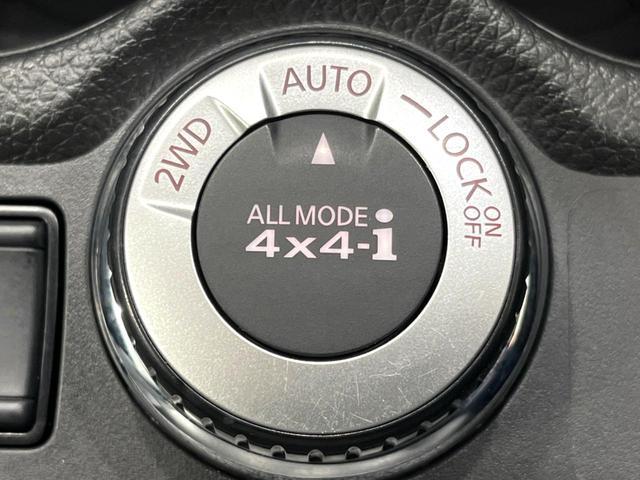 2WD
AUTO
LOCK
ON
OFF
ALL MODE
4x4-i